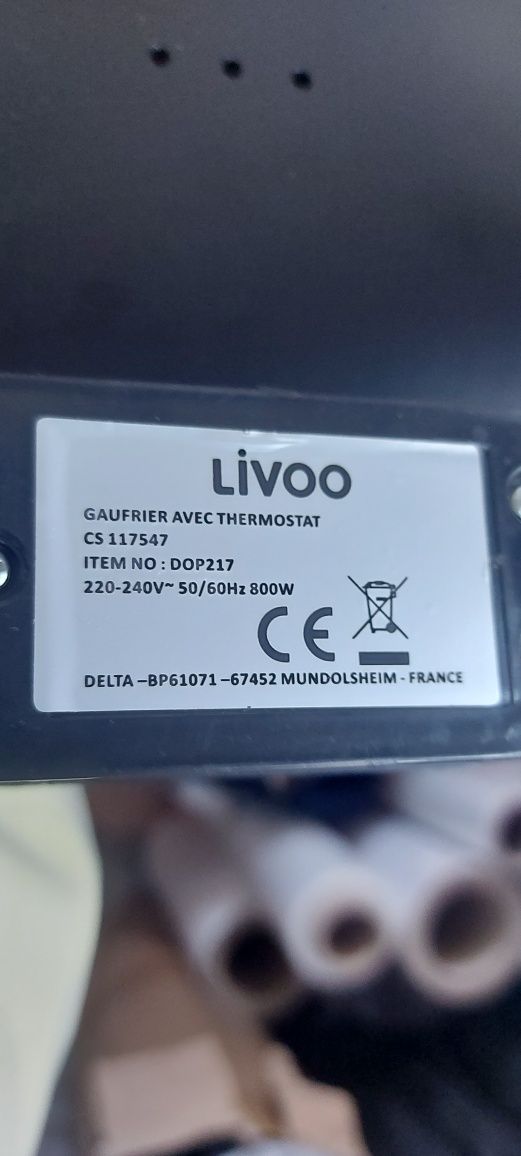 Livoo
GAUFRIER AVEC THERMOSTAT
CS 117547
ITEM NO : DOP217
220-240V~ 50/60Hz 800W
CE
DELTA –BP61071 –67452 MUNDOLSHEIM - FRANCE